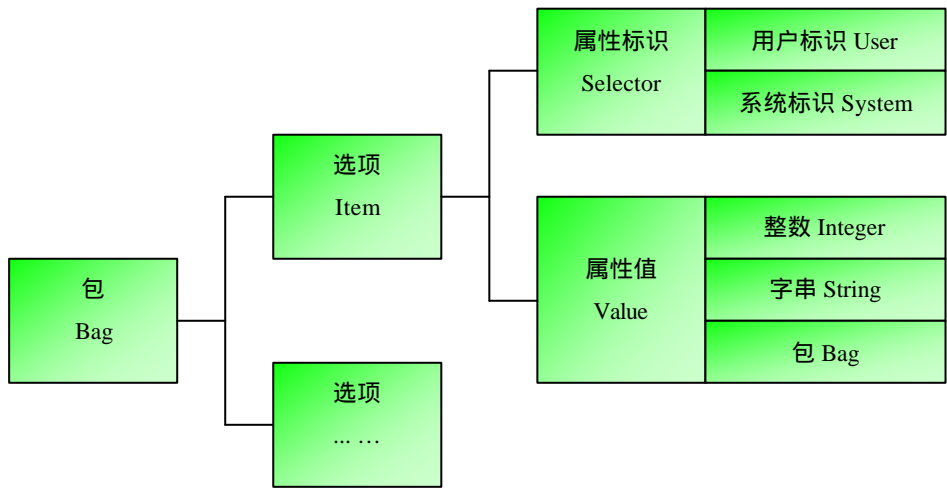 包
Bag
选项
Item
选项
... ...
属性标识
Selector
用户标识 User
系统标识 System
属性值
Value
整数 Integer
字串 String
包 Bag